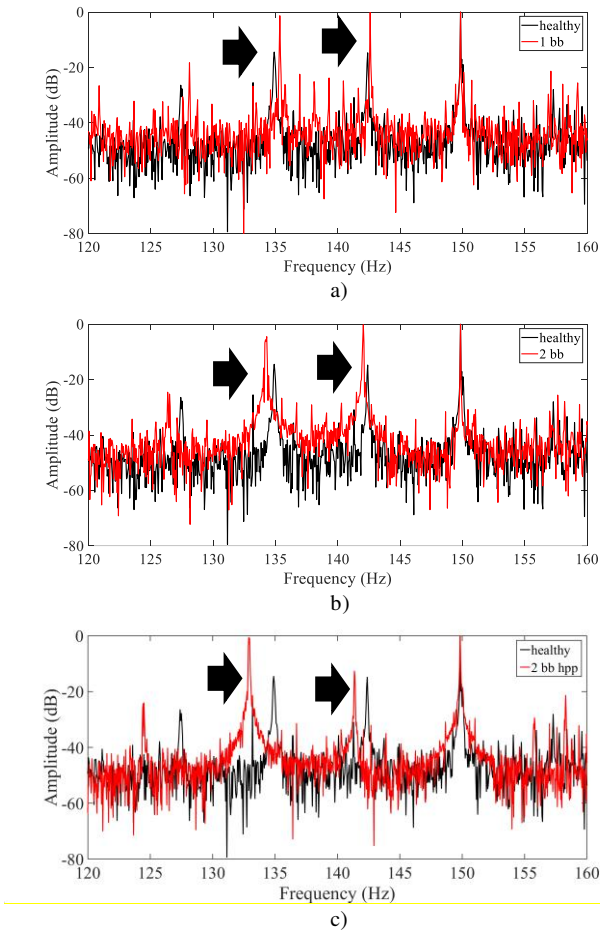 0
-20
-40
-60
-80
Amplitude (dB)
healthy
1 bb
120 125 130 135 140 145 150 155 160
Frequency (Hz)
a)
0
-20
-40
-60
-80
Amplitude (dB)
healthy
2 bb
120 125 130 135 140 145 150 155 160
Frequency (Hz)
b)
0
-20
-40
-60
-80
Amplitude (dB)
healthy
2 bb hpp
120 125 130 135 140 145 150 155 160
Frequency (Hz)
c)